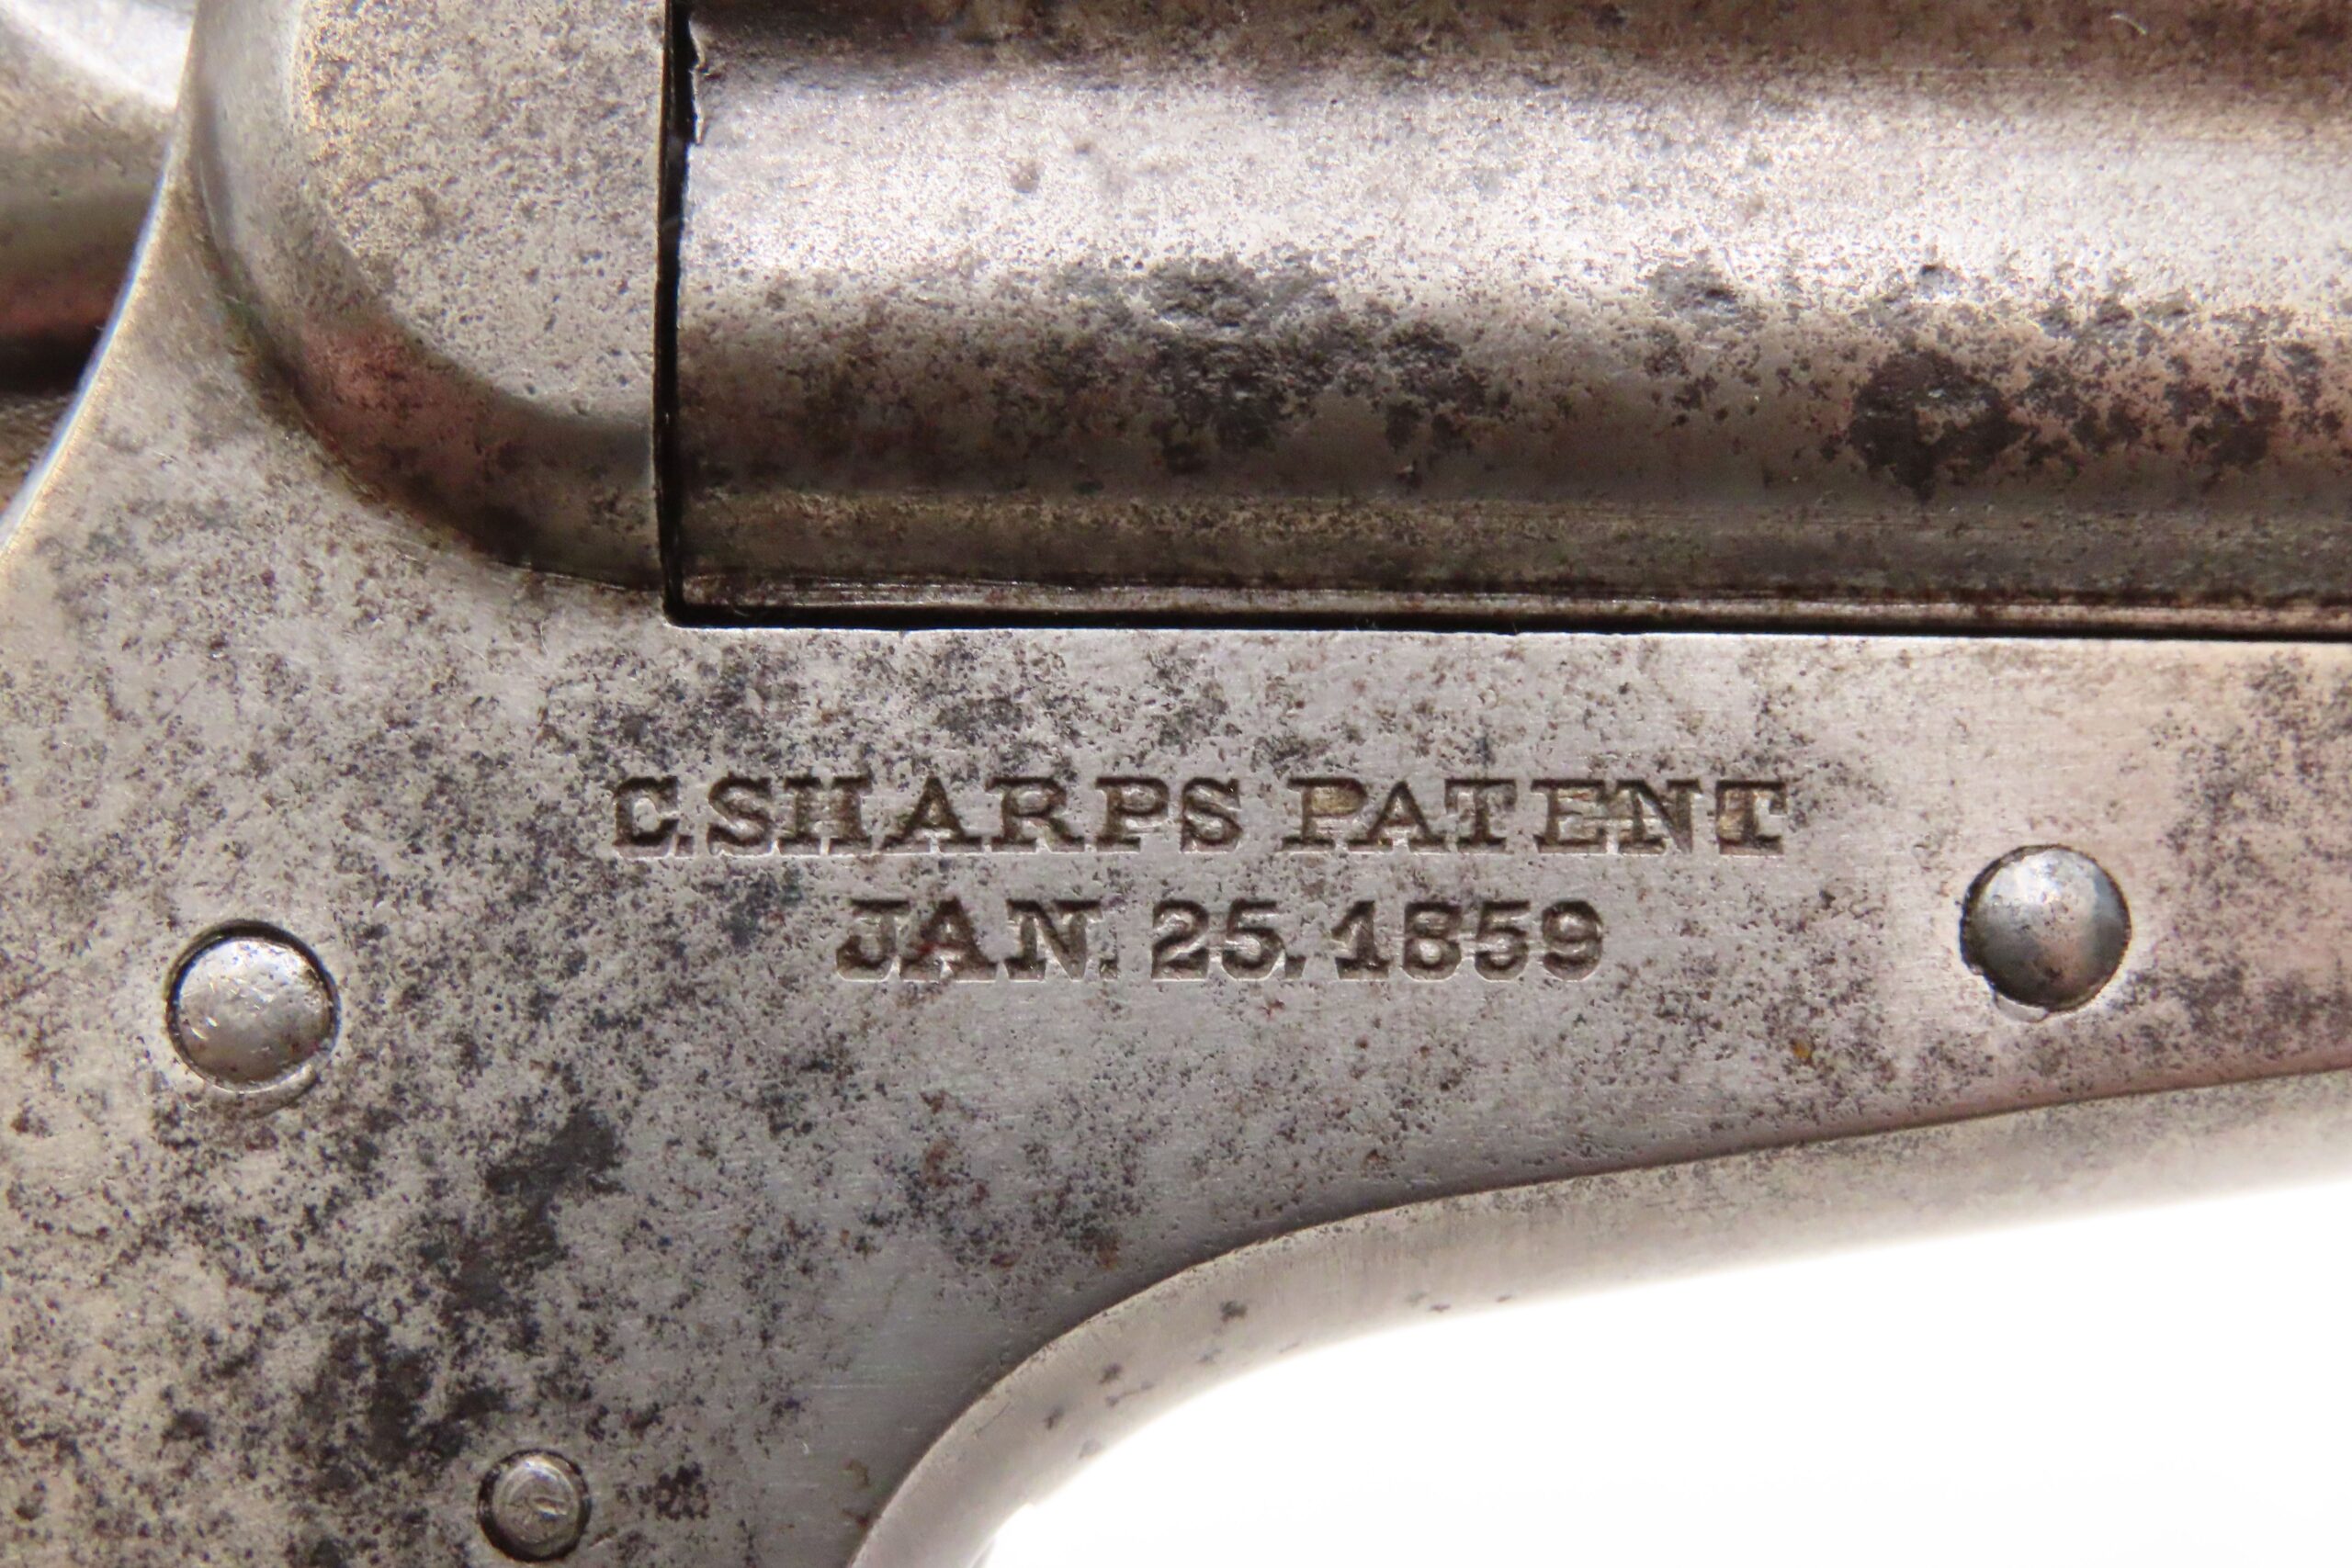 C. SHARPS PATENT
JAN. 25. 1859